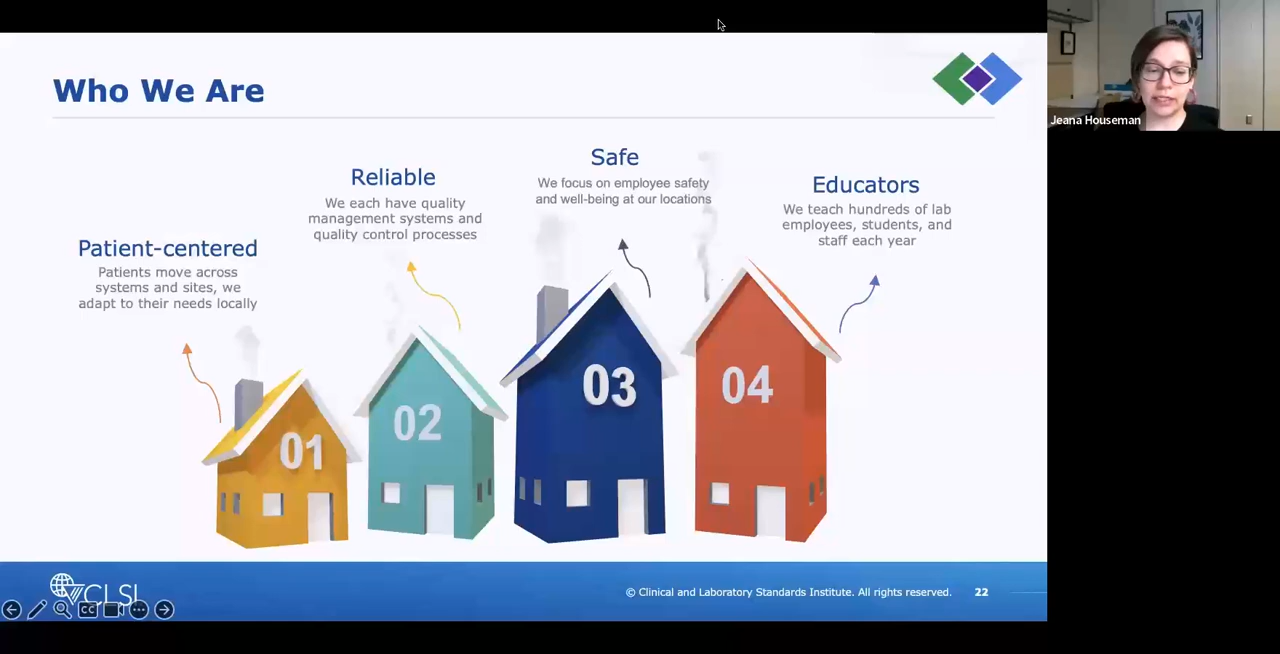 Who We Are
Jeana Houseman
Patient-centered
Patients move across
systems and sites, we
adapt to their needs locally
Reliable
We each have quality
management systems and
quality control processes
Safe
We focus on employee safety
and well-being at our locations
Educators
We teach hundreds of lab
employees, students, and
staff each year
01
02
03
04
CLSI
CC
© Clinical and Laboratory Standards Institute. All rights reserved.
22